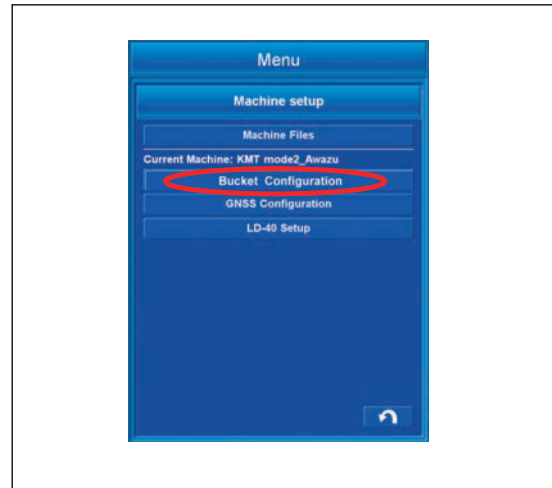 Menu
Machine setup
Machine Files
Current Machine: KMT mode2_Awazu
Bucket Configuration
GNSS Configuration
LD-40 Setup